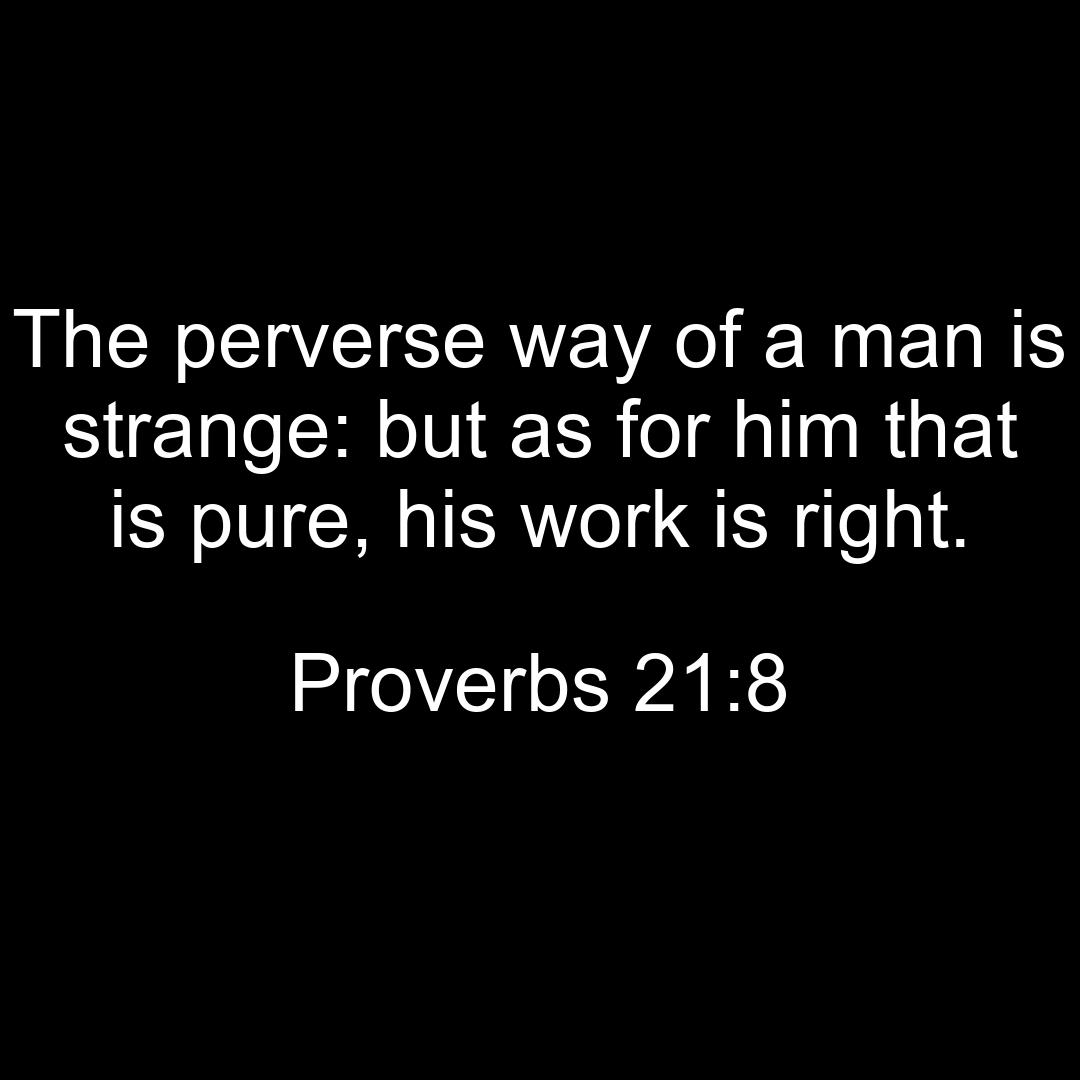 The perverse way of a man is
strange: but as for him that
is pure, his work is right.
Proverbs 21:8